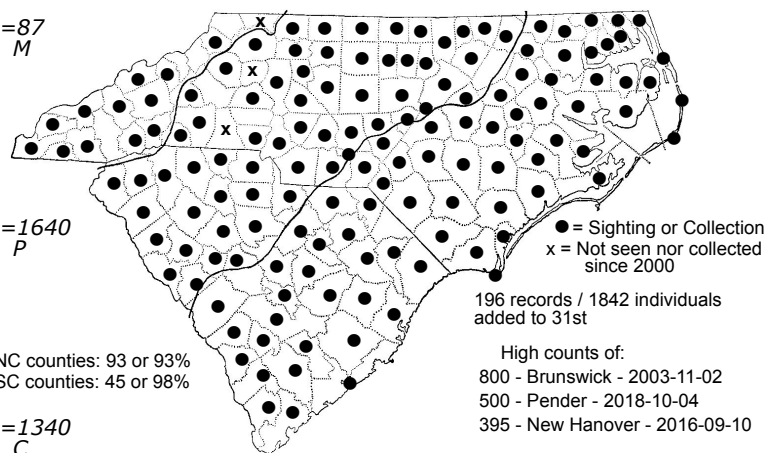 =87
M
=1640
P
=1340
C
x
x
x
● = Sighting or Collection
x = Not seen nor collected
since 2000
196 records / 1842 individuals
added to 31st
NC counties: 93 or 93%
SC counties: 45 or 98%
High counts of:
800 - Brunswick - 2003-11-02
500 - Pender - 2018-10-04
395 - New Hanover - 2016-09-10